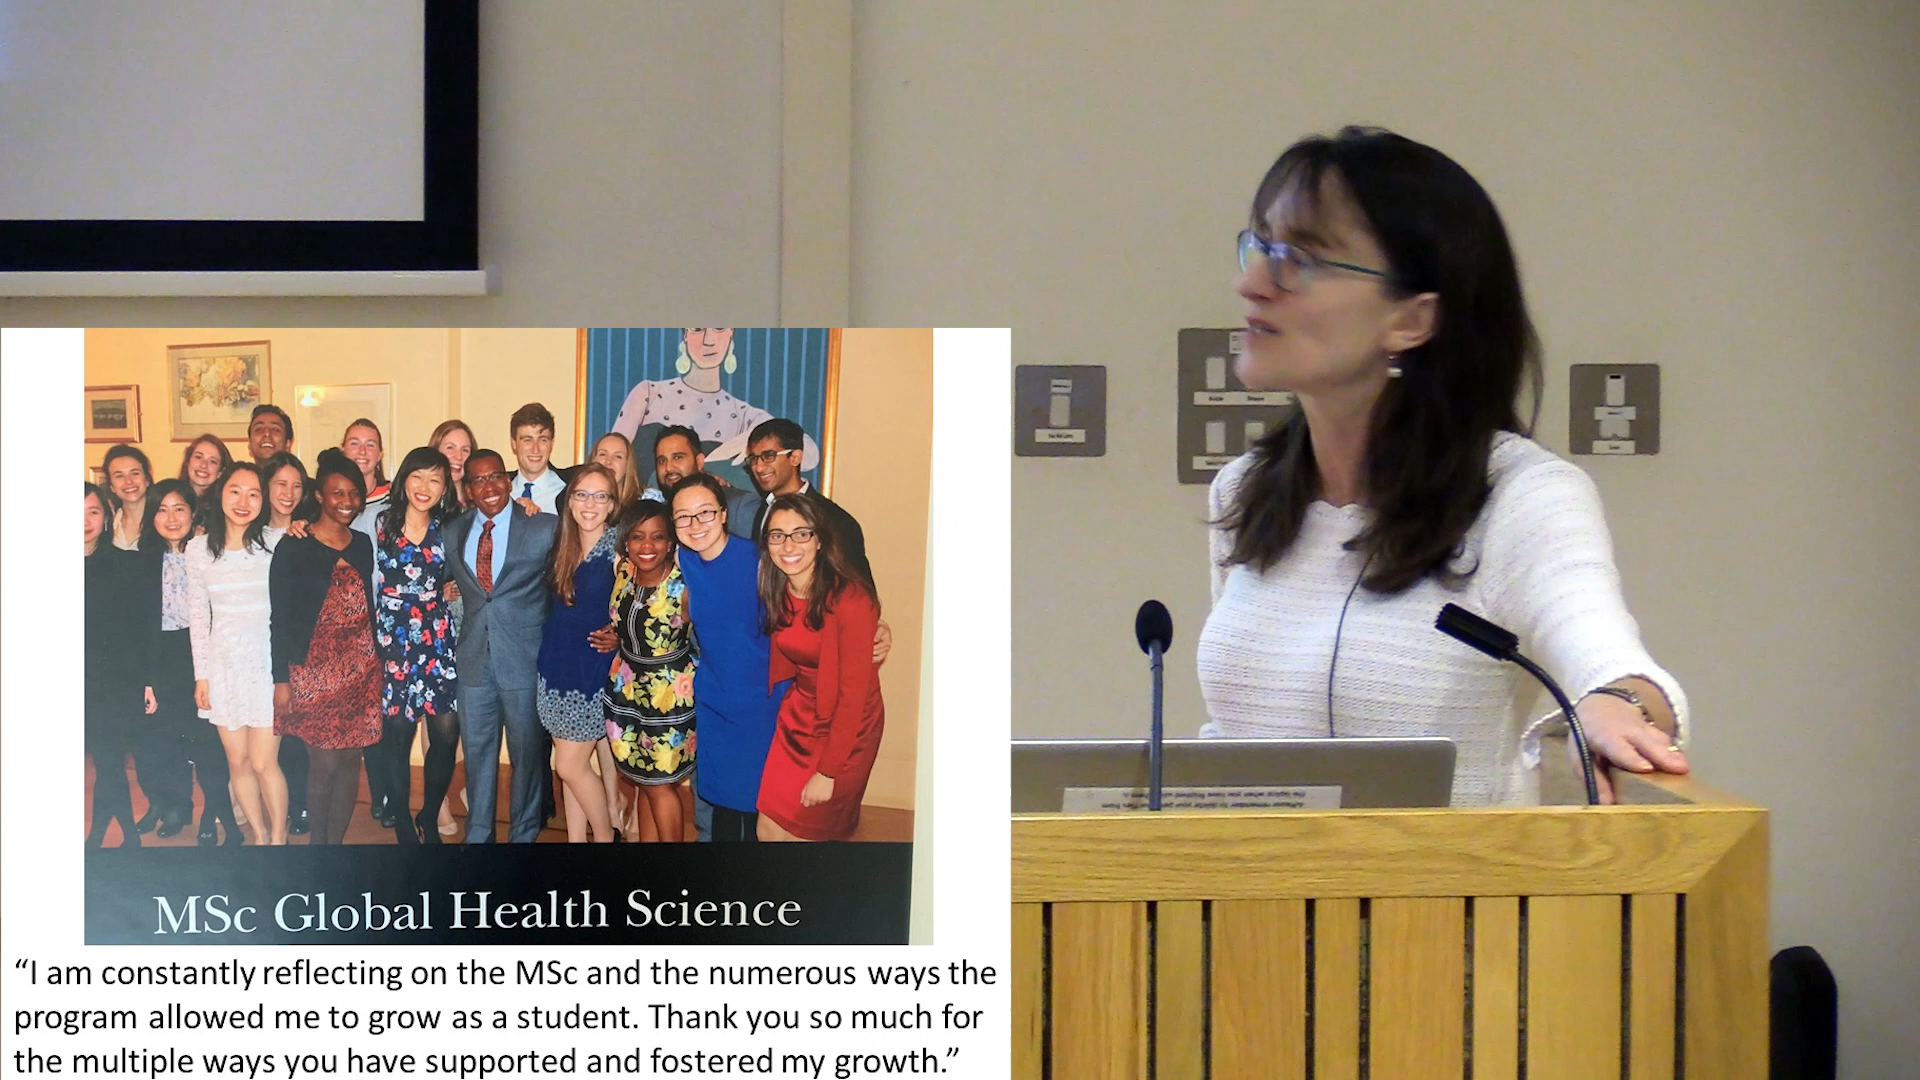 MSc Global Health Science
“I am constantly reflecting on the MSc and the numerous ways the
program allowed me to grow as a student. Thank you so much for
the multiple ways you have supported and fostered my growth.”